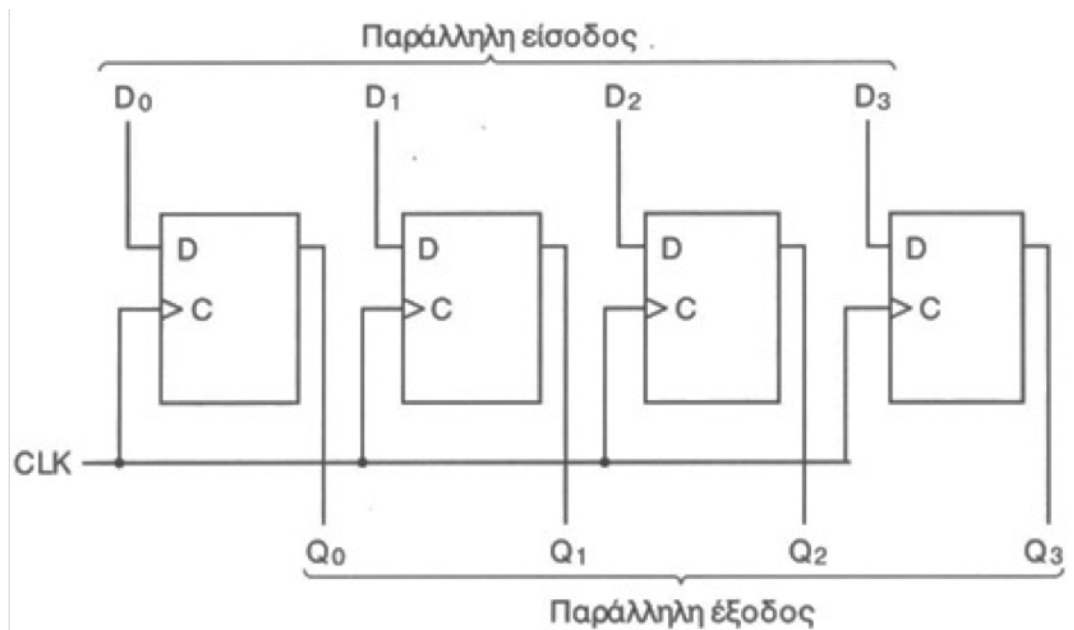 Παράλληλη είσοδος
D0 D1 D2 D3
D D D D
C C C C
CLK
Q0 Q1 Q2 Q3
Παράλληλη έξοδος